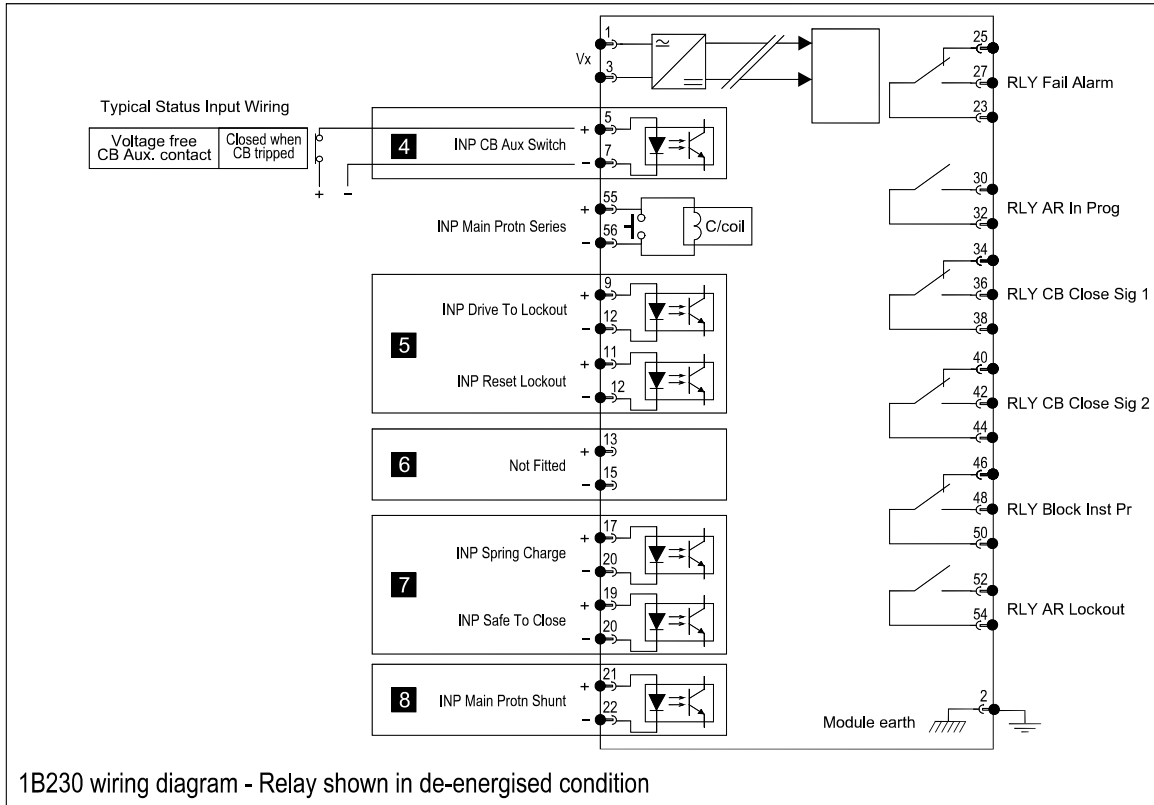 1
Vx
3
25
27 RLY Fail Alarm
23
Typical Status Input Wiring
Voltage free
CB Aux. contact
Closed when
CB tripped
+ −
4
INP CB Aux Switch
+ 5
− 7
INP Main Protn Series
+ 55
− 56
C/coil
30
32
RLY AR In Prog
34
36 RLY CB Close Sig 1
38
5
INP Drive To Lockout
+ 9
− 12
INP Reset Lockout
+ 11
− 12
40
42 RLY CB Close Sig 2
44
6
Not Fitted
+ 13
− 15
46
48 RLY Block Inst Pr
50
7
INP Spring Charge
+ 17
− 20
INP Safe To Close
+ 19
− 20
52
54
RLY AR Lockout
8
INP Main Protn Shunt
+ 21
− 22
2
Module earth
1B230 wiring diagram - Relay shown in de-energised condition